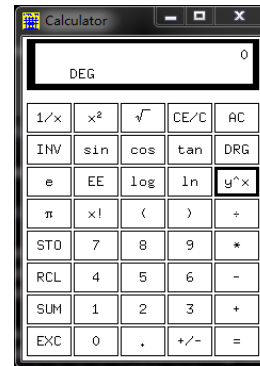 Calculator
0
DEG
1/x x² √ CE/C AC
INV sin cos tan DRG
e EE log ln y^x
π x! ( ) ÷
STO 7 8 9 *
RCL 4 5 6 -
SUM 1 2 3 +
EXC 0 . +/- =